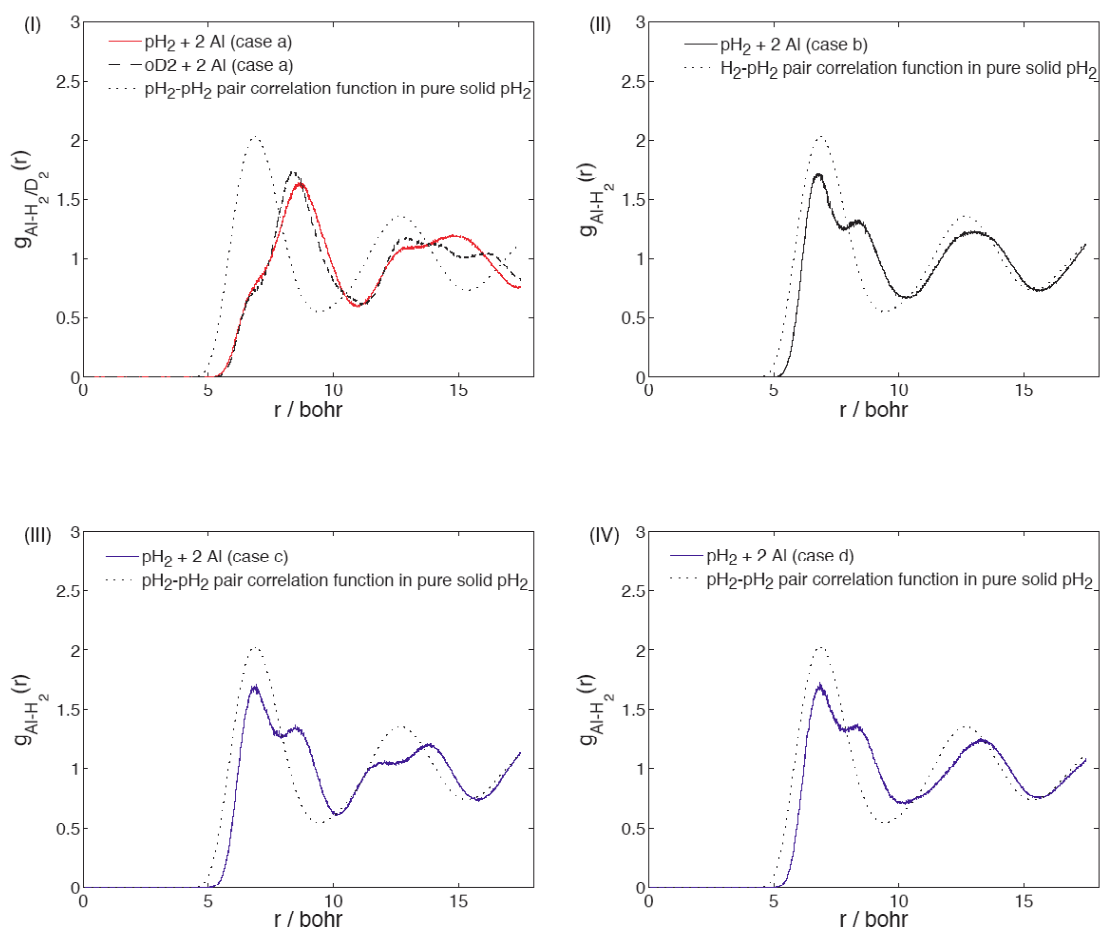 (I)
pH2 + 2 Al (case a)
oD2 + 2 Al (case a)
pH2-pH2 pair correlation function in pure solid pH2
3
2.5
2
1.5
1
0.5
0
gAl-H2/D2(r)
0 5 10 15
r / bohr
(II)
pH2 + 2 Al (case b)
H2-pH2 pair correlation function in pure solid pH2
3
2.5
2
1.5
1
0.5
0
gAl-H2(r)
0 5 10 15
r / bohr
(III)
pH2 + 2 Al (case c)
pH2-pH2 pair correlation function in pure solid pH2
3
2.5
2
1.5
1
0.5
0
gAl-H2(r)
0 5 10 15
r / bohr
(IV)
pH2 + 2 Al (case d)
pH2-pH2 pair correlation function in pure solid pH2
3
2.5
2
1.5
1
0.5
0
gAl-H2(r)
0 5 10 15
r / bohr